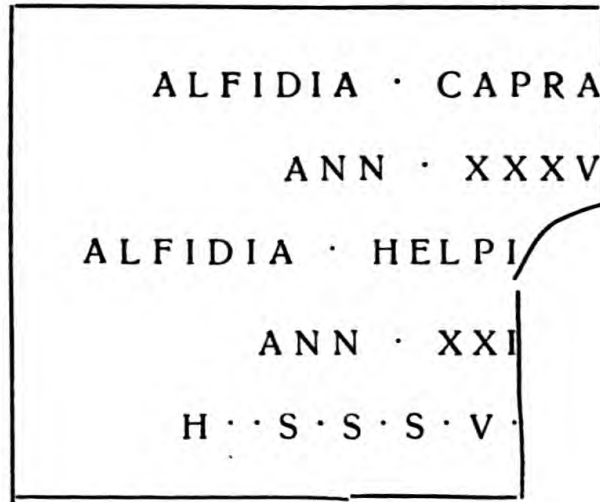 ALFIDIA · CAPRA
ANN · XXXV
ALFIDIA · HELPI
ANN · XXI
H · · S · S · S · V ·